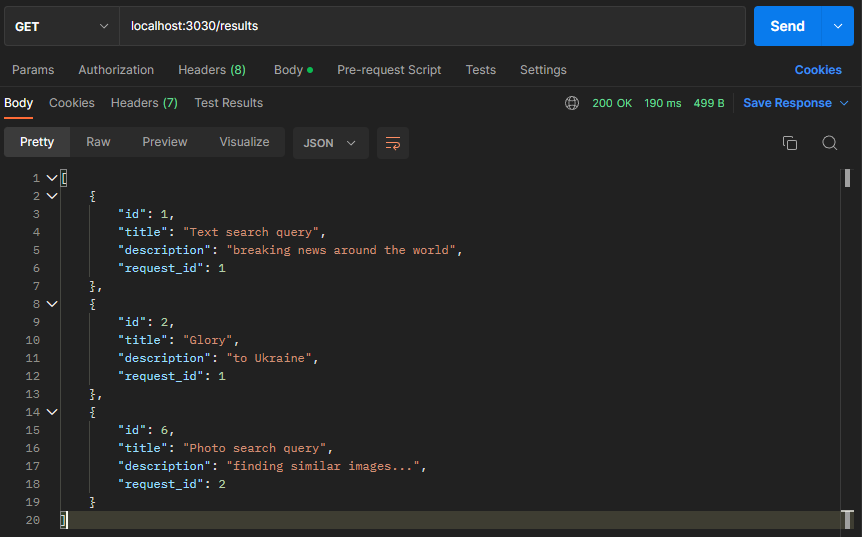 GET localhost:3030/results Send
Params Authorization Headers (8) Body Pre-request Script Tests Settings Cookies
Body Cookies Headers (7) Test Results 200 OK 190 ms 499 B Save Response
Pretty Raw Preview Visualize JSON
1 [
2 {
3 "id": 1,
4 "title": "Text search query",
5 "description": "breaking news around the world",
6 "request_id": 1
7 },
8 {
9 "id": 2,
10 "title": "Glory",
11 "description": "to Ukraine",
12 "request_id": 1
13 },
14 {
15 "id": 6,
16 "title": "Photo search query",
17 "description": "finding similar images...",
18 "request_id": 2
19 }
20 ]